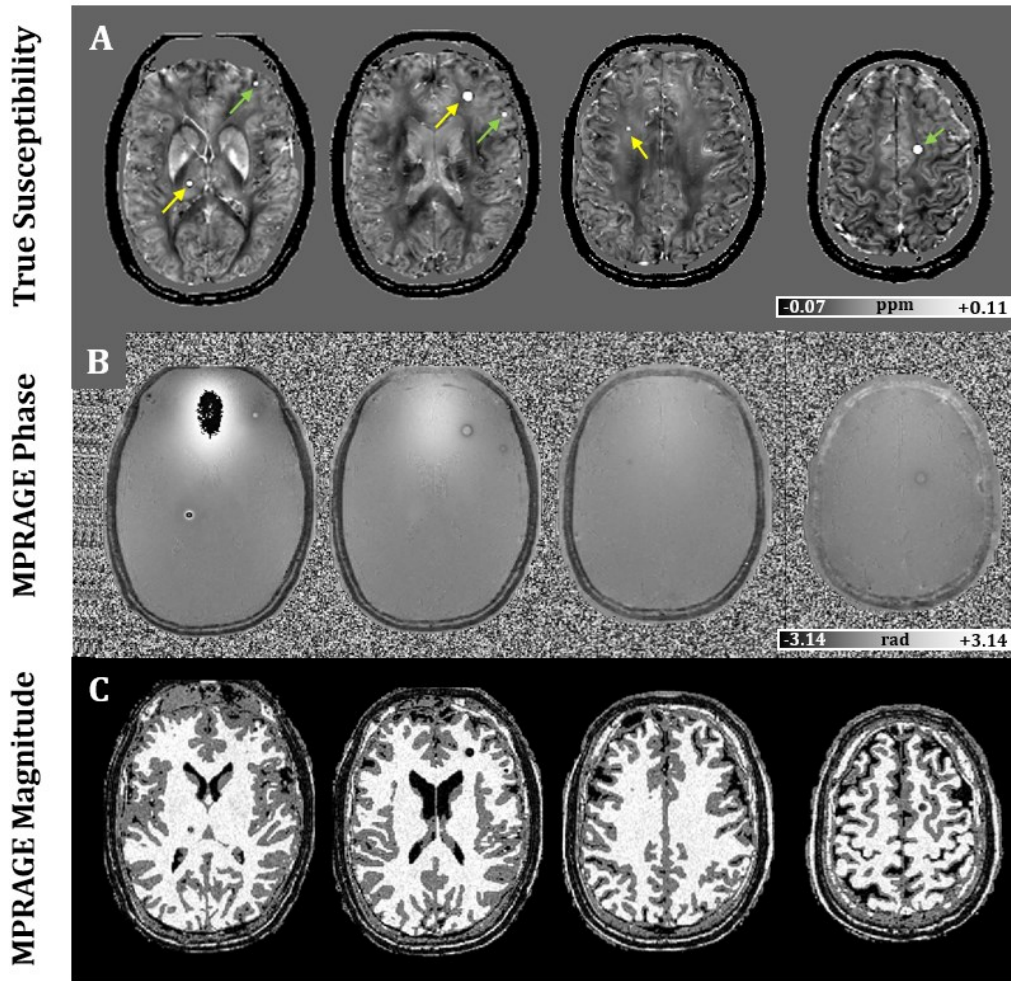 True Susceptibility
A
-0.07 ppm +0.11
MPRAGE Phase
B
-3.14 rad +3.14
MPRAGE Magnitude
C